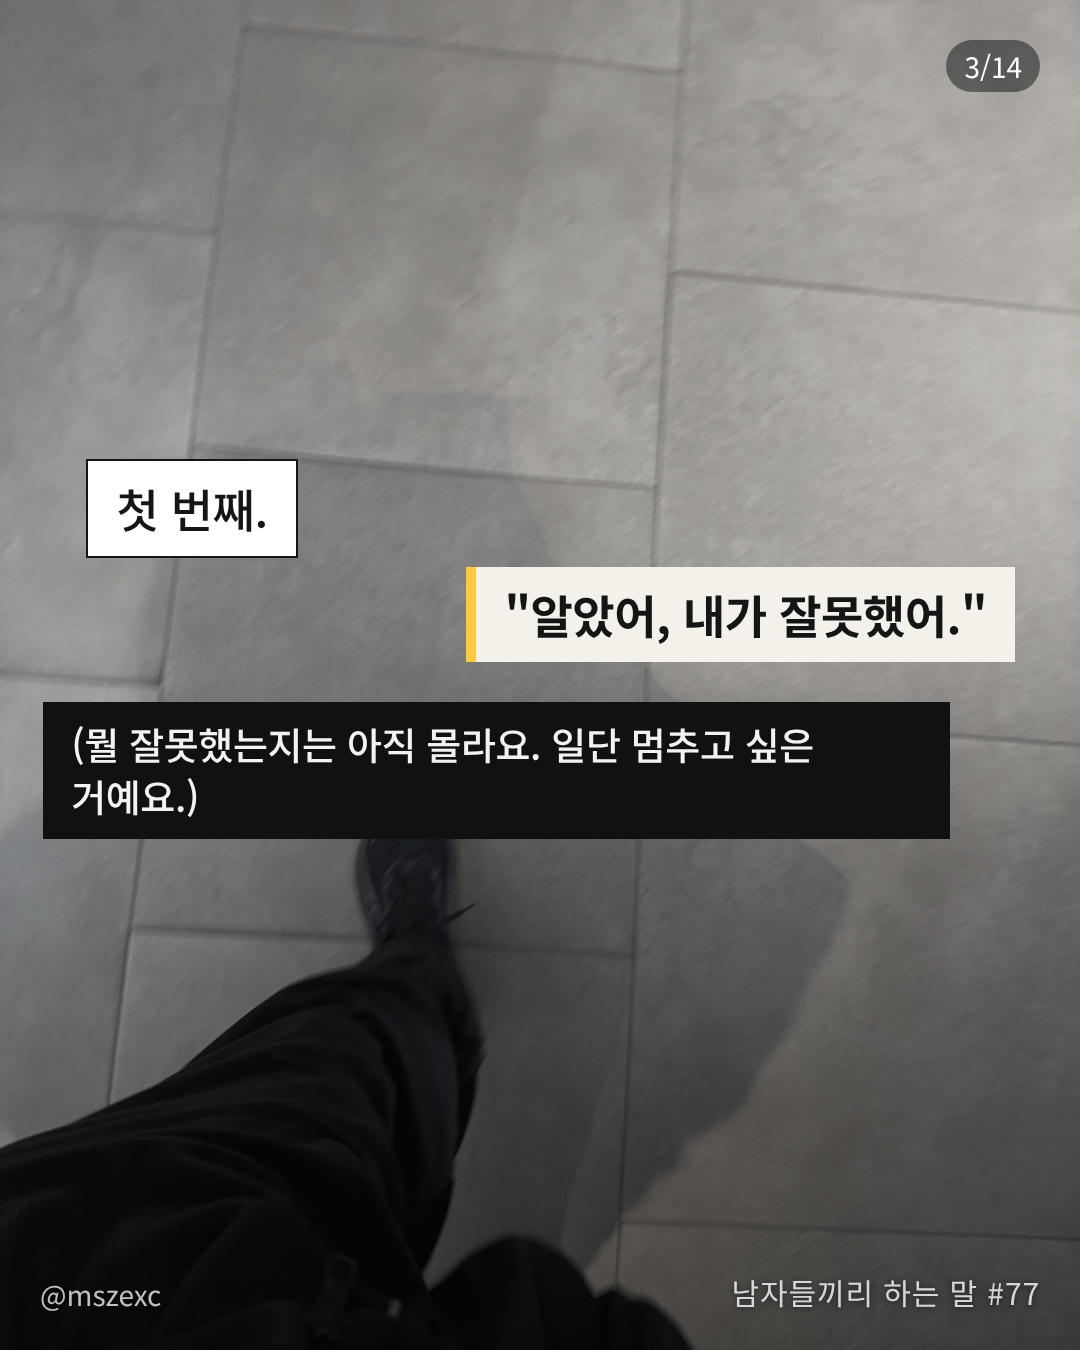 3/14
첫 번째.
"알았어, 내가 잘못했어."
(뭘 잘못했는지는 아직 몰라요. 일단 멈추고 싶은
거예요.)
@mszexc
남자들끼리 하는 말 #77